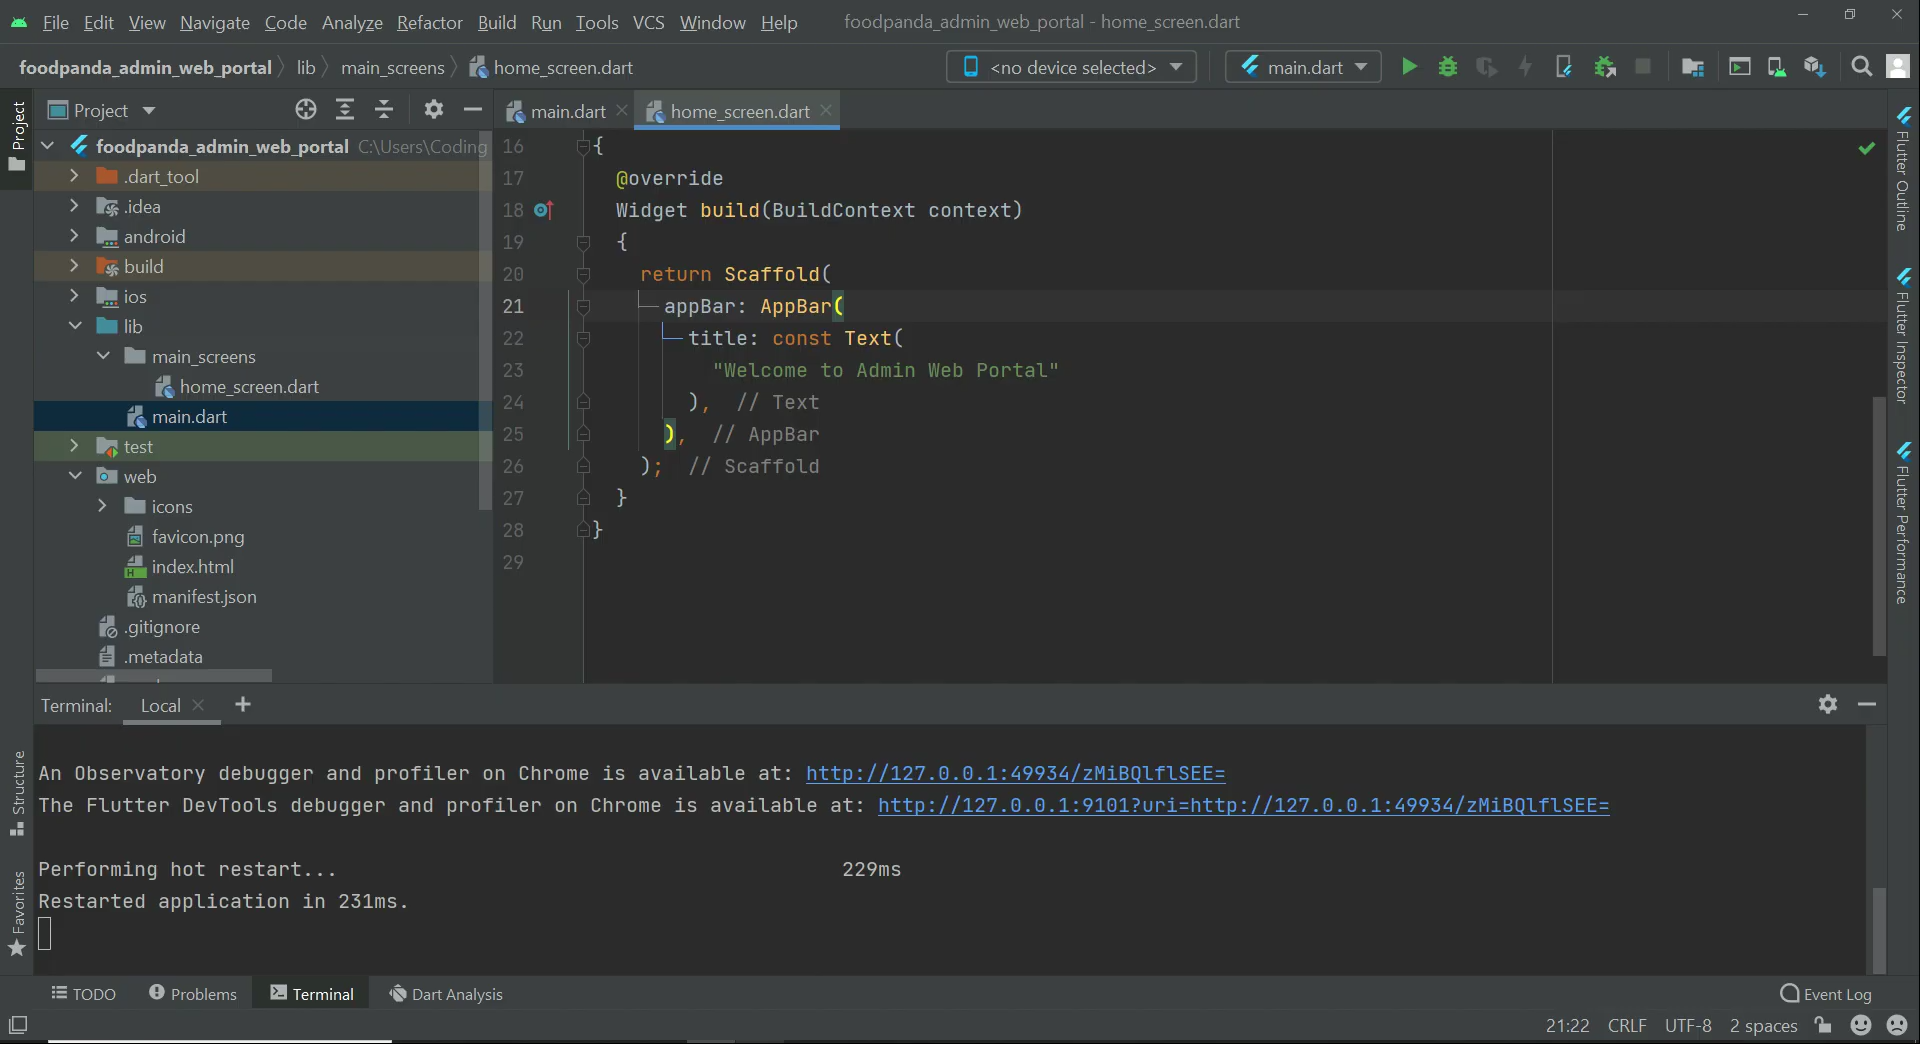 File Edit View Navigate Code Analyze Refactor Build Run Tools VCS Window Help foodpanda_admin_web_portal - home_screen.dart
foodpanda_admin_web_portal lib main_screens home_screen.dart <no device selected> main.dart
Project
main.dart home_screen.dart
Project
foodpanda_admin_web_portal C:\Users\Coding
.dart_tool
.idea
android
build
ios
lib
main_screens
home_screen.dart
main.dart
test
web
icons
favicon.png
index.html
manifest.json
.gitignore
.metadata
16 {
17 @override
18 Widget build(BuildContext context)
19 {
20 return Scaffold(
21 appBar: AppBar(
22 title: const Text(
23 "Welcome to Admin Web Portal"
24 ), // Text
25 ), // AppBar
26 ); // Scaffold
27 }
28 }
29
Flutter Outline
Flutter Inspector
Flutter Performance
Terminal: Local
An Observatory debugger and profiler on Chrome is available at: http://127.0.0.1:49934/zMiBQlflSEE=
The Flutter DevTools debugger and profiler on Chrome is available at: http://127.0.0.1:9101?uri=http://127.0.0.1:49934/zMiBQlflSEE=
Performing hot restart... 229ms
Restarted application in 231ms.
Structure
Favorites
TODO Problems Terminal Dart Analysis Event Log
21:22 CRLF UTF-8 2 spaces